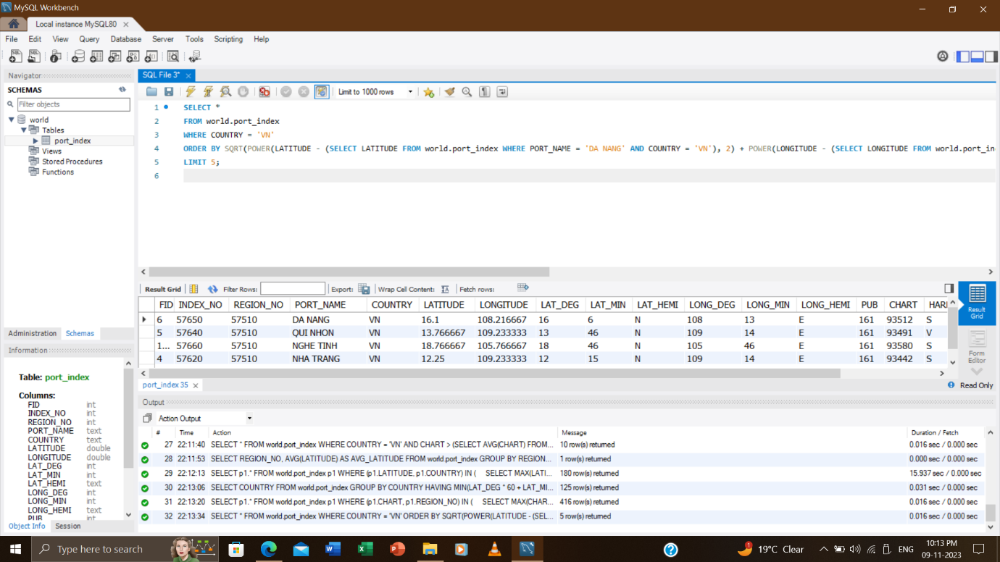 MySQL Workbench
Local instance MySQL80
File Edit View Query Database Server Tools Scripting Help
Navigator
SCHEMAS
Filter objects
world
Tables
port_index
Views
Stored Procedures
Functions
Administration Schemas
Information
Table: port_index
Columns:
FID int
INDEX_NO int
REGION_NO int
PORT_NAME text
COUNTRY text
LATITUDE double
LONGITUDE double
LAT_DEG int
LAT_MIN int
LAT_HEMI text
LONG_DEG int
LONG_MIN int
LONG_HEMI text
PUB int
Object Info Session
SQL File 3*
Limit to 1000 rows
1 SELECT *
2 FROM world.port_index
3 WHERE COUNTRY = 'VN'
4 ORDER BY SQRT(POWER(LATITUDE - (SELECT LATITUDE FROM world.port_index WHERE PORT_NAME = 'DA NANG' AND COUNTRY = 'VN'), 2) + POWER(LONGITUDE - (SELECT LONGITUDE FROM world.port_in
5 LIMIT 5;
6
Result Grid Filter Rows: Export: Wrap Cell Content: Fetch rows:
FID INDEX_NO REGION_NO PORT_NAME COUNTRY LATITUDE LONGITUDE LAT_DEG LAT_MIN LAT_HEMI LONG_DEG LONG_MIN LONG_HEMI PUB CHART HAR
6 57650 57510 DA NANG VN 16.1 108.216667 16 6 N 108 13 E 161 93512 S
5 57640 57510 QUI NHON VN 13.766667 109.233333 13 46 N 109 14 E 161 93491 V
1... 57660 57510 NGHE TINH VN 18.766667 105.766667 18 46 N 105 46 E 161 93580 S
4 57620 57510 NHA TRANG VN 12.25 109.233333 12 15 N 109 14 E 161 93442 S
Result Grid
Form Editor
port_index 35
Read Only
Output
Action Output
# Time Action Message Duration / Fetch
27 22:11:40 SELECT * FROM world.port_index WHERE COUNTRY = 'VN' AND CHART > (SELECT AVG(CHART) FROM... 10 row(s) returned 0.016 sec / 0.000 sec
28 22:11:53 SELECT REGION_NO, AVG(LATITUDE) AS AVG_LATITUDE FROM world.port_index GROUP BY REGION... 1 row(s) returned 0.000 sec / 0.000 sec
29 22:12:13 SELECT p1.* FROM world.port_index p1 WHERE (p1.LATITUDE, p1.COUNTRY) IN ( SELECT MAX(LATI... 180 row(s) returned 15.937 sec / 0.000 sec
30 22:13:06 SELECT COUNTRY FROM world.port_index GROUP BY COUNTRY HAVING MIN(LAT_DEG * 60 + LAT_MI... 125 row(s) returned 0.031 sec / 0.000 sec
31 22:13:20 SELECT p1.* FROM world.port_index p1 WHERE (p1.CHART, p1.REGION_NO) IN ( SELECT MAX(CHAR... 416 row(s) returned 0.016 sec / 0.000 sec
32 22:13:34 SELECT * FROM world.port_index WHERE COUNTRY = 'VN' ORDER BY SQRT(POWER(LATITUDE - (SEL... 5 row(s) returned 0.016 sec / 0.000 sec
Type here to search
1
19°C Clear
ENG
10:13 PM
09-11-2023